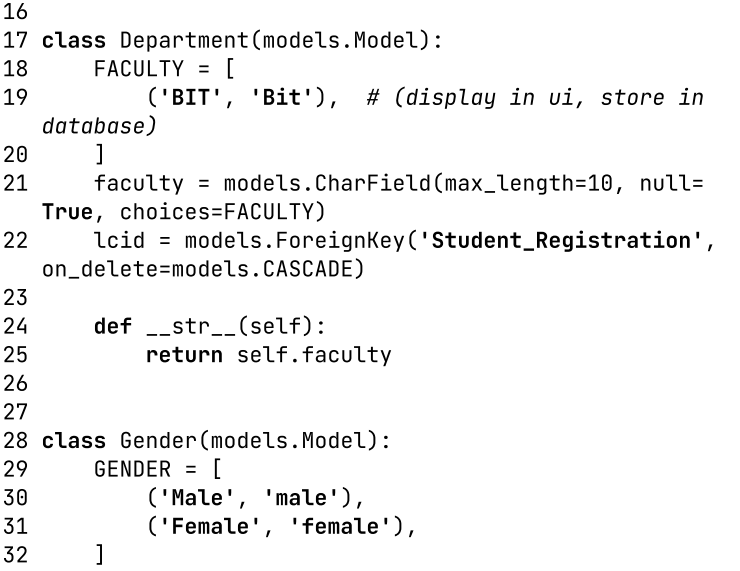 16
17 class Department(models.Model):
18     FACULTY = [
19         ('BIT', 'Bit'),  # (display in ui, store in
database)
20     ]
21     faculty = models.CharField(max_length=10, null=
True, choices=FACULTY)
22     lcid = models.ForeignKey('Student_Registration',
on_delete=models.CASCADE)
23
24     def __str__(self):
25         return self.faculty
26
27
28 class Gender(models.Model):
29     GENDER = [
30         ('Male', 'male'),
31         ('Female', 'female'),
32     ]